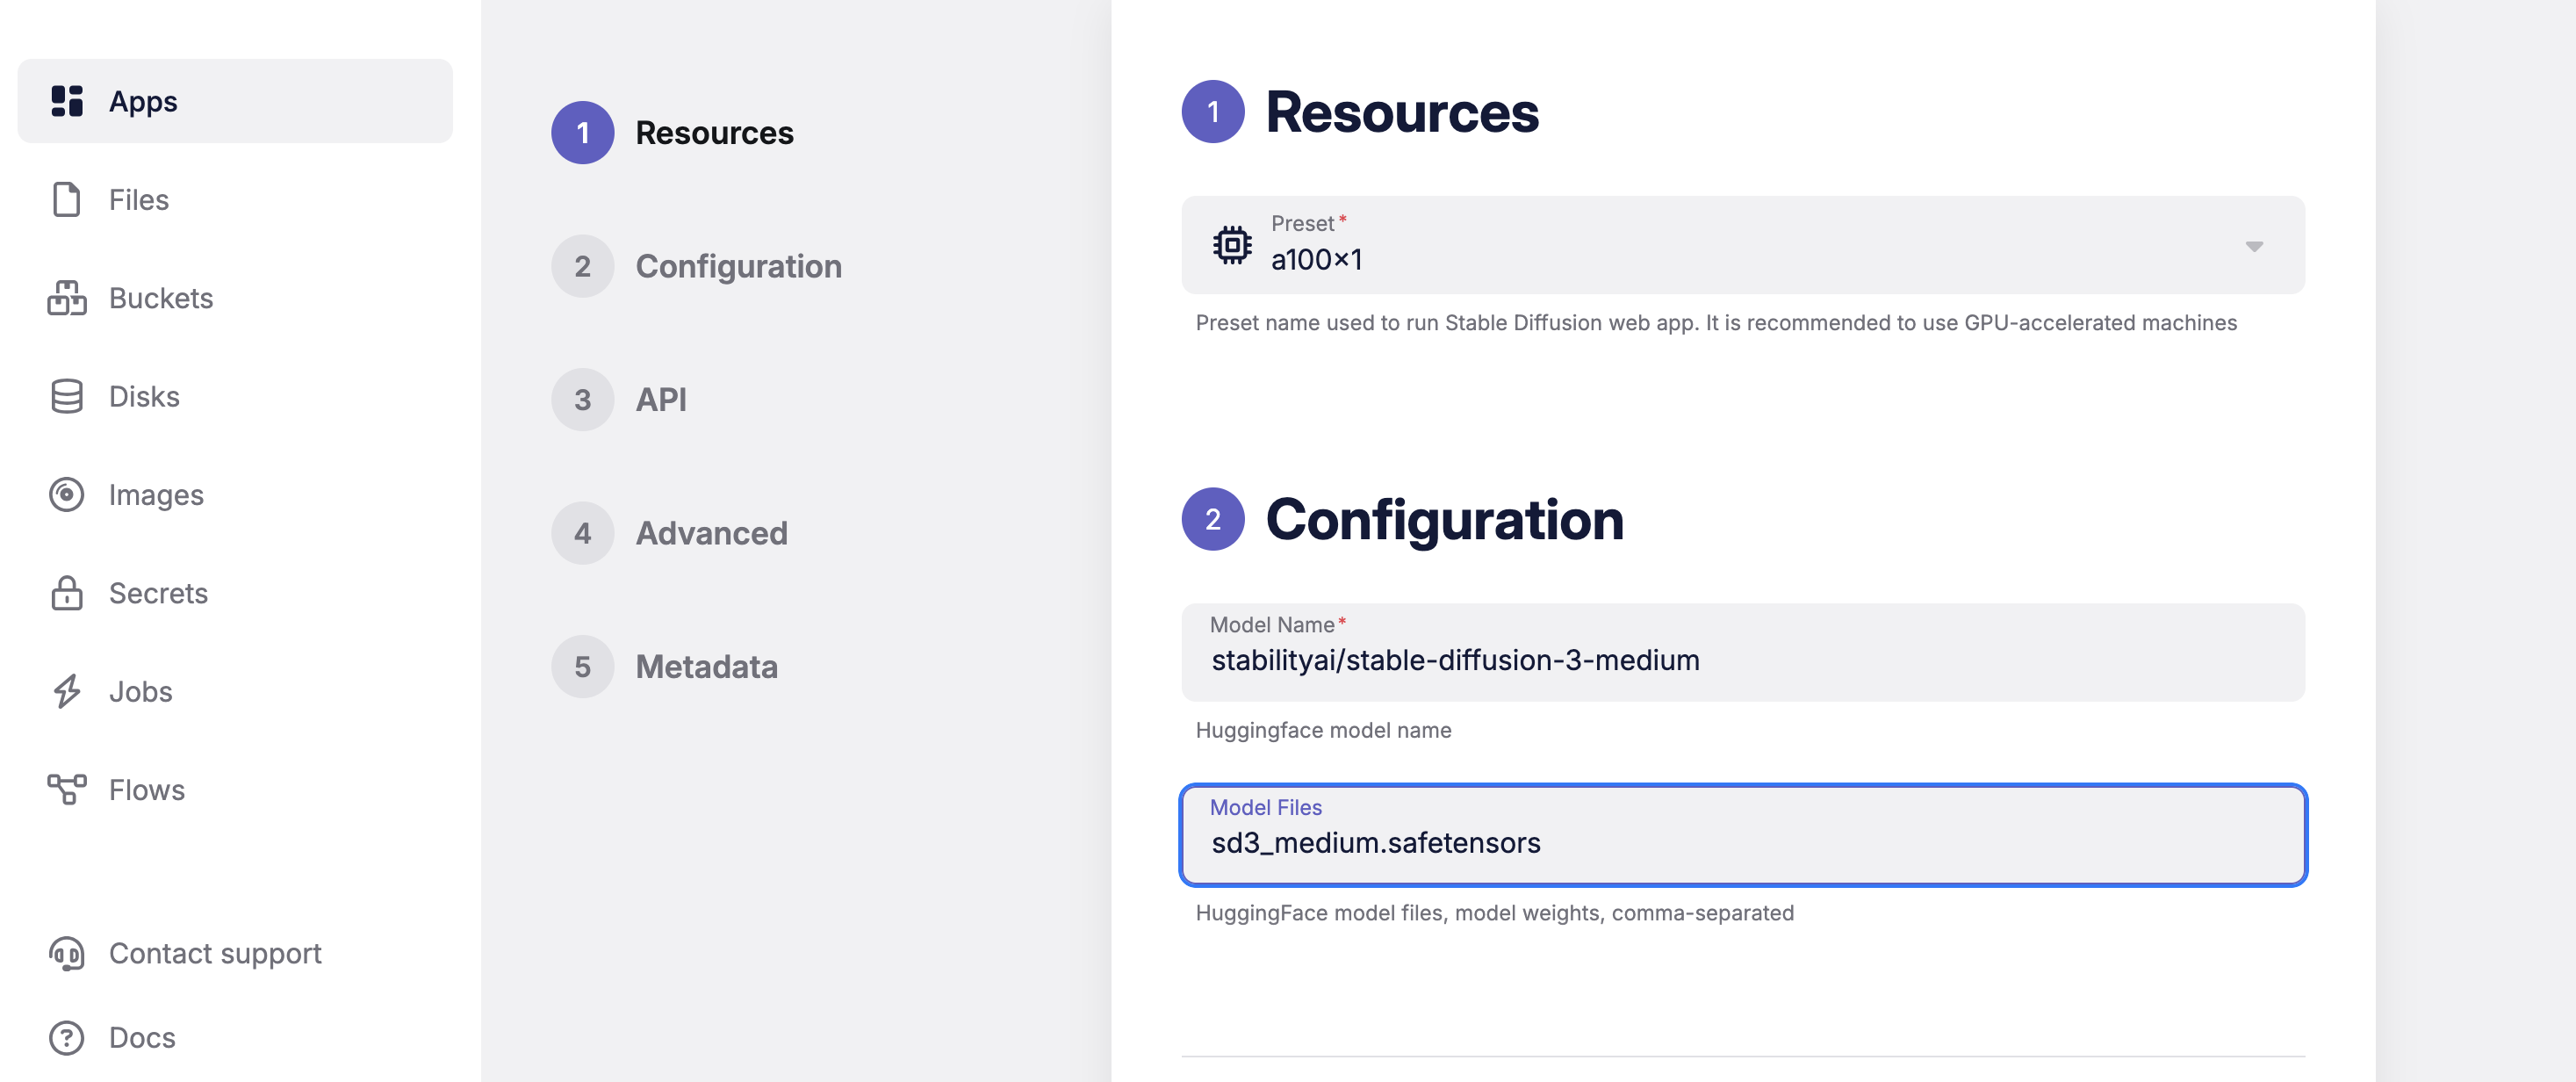 Apps
Files
Buckets
Disks
Images
Secrets
Jobs
Flows
Contact support
Docs
1 Resources
2 Configuration
3 API
4 Advanced
5 Metadata
1 Resources
Preset*
a100x1
Preset name used to run Stable Diffusion web app. It is recommended to use GPU-accelerated machines
2 Configuration
Model Name*
stabilityai/stable-diffusion-3-medium
Huggingface model name
Model Files
sd3_medium.safetensors
HuggingFace model files, model weights, comma-separated